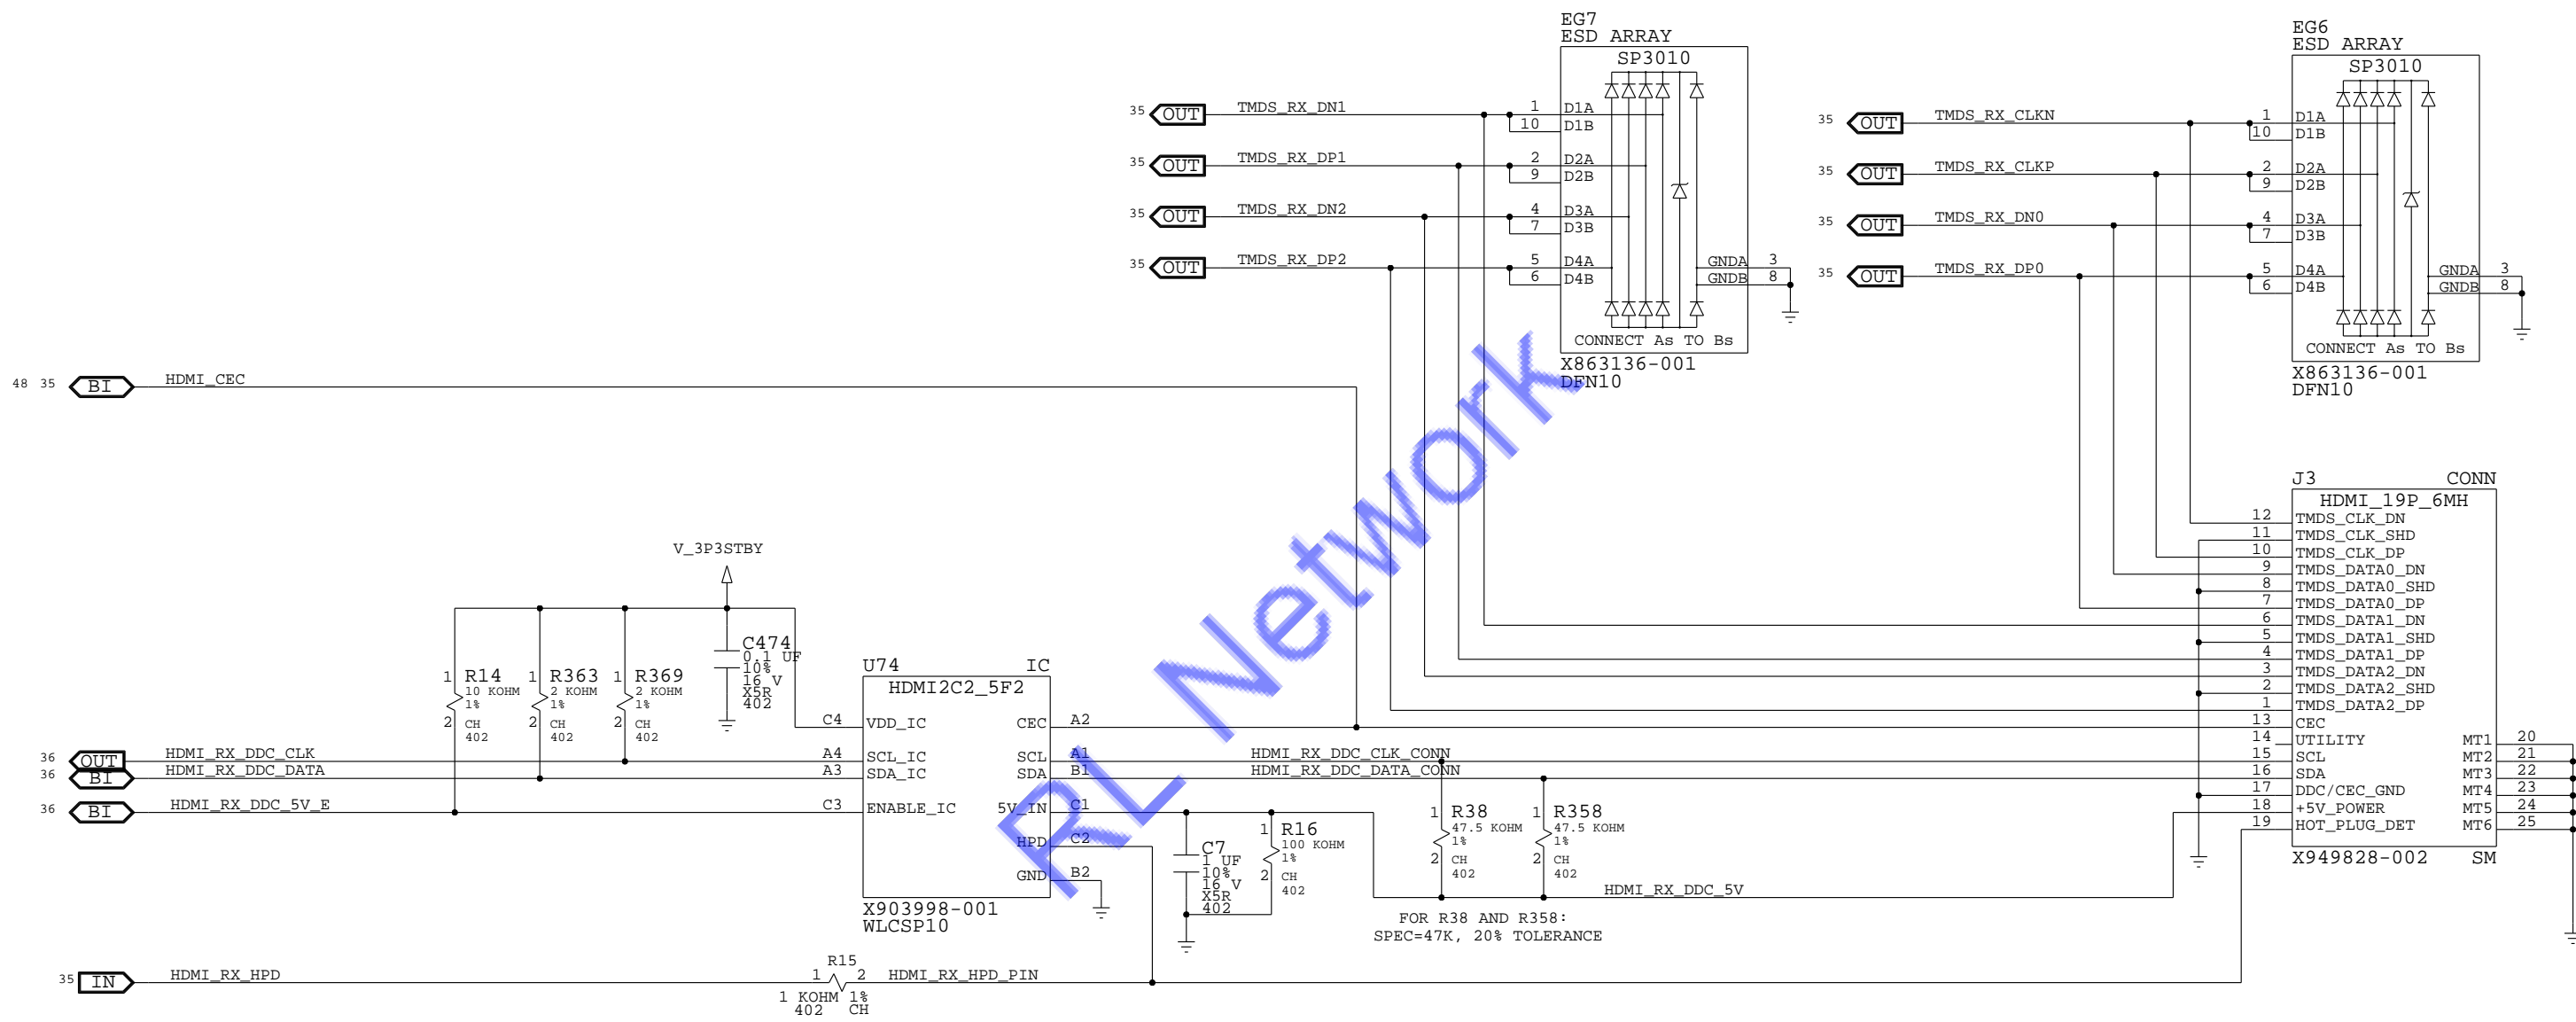 EG7
ESD ARRAY
SP3010
35 OUT TMDS_RX_DN1 1 D1A
10 D1B
35 OUT TMDS_RX_DP1 2 D2A
9 D2B
35 OUT TMDS_RX_DN2 4 D3A
7 D3B
35 OUT TMDS_RX_DP2 5 D4A GNDA 3
6 D4B GNDB 8
CONNECT As TO Bs
X863136-001
DFN10
EG6
ESD ARRAY
SP3010
35 OUT TMDS_RX_CLKN 1 D1A
10 D1B
35 OUT TMDS_RX_CLKP 2 D2A
9 D2B
35 OUT TMDS_RX_DN0 4 D3A
7 D3B
35 OUT TMDS_RX_DP0 5 D4A GNDA 3
6 D4B GNDB 8
CONNECT As TO Bs
X863136-001
DFN10
48 35 BI HDMI_CEC
V_3P3STBY
C474
0.1 UF
10%
16 V
X5R
402
1 R14
10 KOHM
1%
2 CH
402
1 R363
2 KOHM
1%
2 CH
402
1 R369
2 KOHM
1%
2 CH
402
36 OUT HDMI_RX_DDC_CLK
36 BI HDMI_RX_DDC_DATA
36 BI HDMI_RX_DDC_5V_E
U74 IC
HDMI2C2_5F2
C4 VDD_IC CEC A2
A4 SCL_IC SCL A1 HDMI_RX_DDC_CLK_CONN
A3 SDA_IC SDA B1 HDMI_RX_DDC_DATA_CONN
C3 ENABLE_IC 5V_IN C1
HPD C2
GND B2
X903998-001
WLCSP10
C7
1 UF
10%
16 V
X5R
402
1 R16
100 KOHM
1%
2 CH
402
1 R38
47.5 KOHM
1%
2 CH
402
1 R358
47.5 KOHM
1%
2 CH
402
HDMI_RX_DDC_5V
FOR R38 AND R358:
SPEC=47K, 20% TOLERANCE
35 IN HDMI_RX_HPD
R15
1 2 HDMI_RX_HPD_PIN
1 KOHM 1%
402 CH
J3 CONN
HDMI_19P_6MH
12 TMDS_CLK_DN
11 TMDS_CLK_SHD
10 TMDS_CLK_DP
9 TMDS_DATA0_DN
8 TMDS_DATA0_SHD
7 TMDS_DATA0_DP
6 TMDS_DATA1_DN
5 TMDS_DATA1_SHD
4 TMDS_DATA1_DP
3 TMDS_DATA2_DN
2 TMDS_DATA2_SHD
1 TMDS_DATA2_DP
13 CEC
14 UTILITY MT1 20
15 SCL MT2 21
16 SDA MT3 22
17 DDC/CEC_GND MT4 23
18 +5V_POWER MT5 24
19 HOT_PLUG_DET MT6 25
X949828-002 SM
RL Network